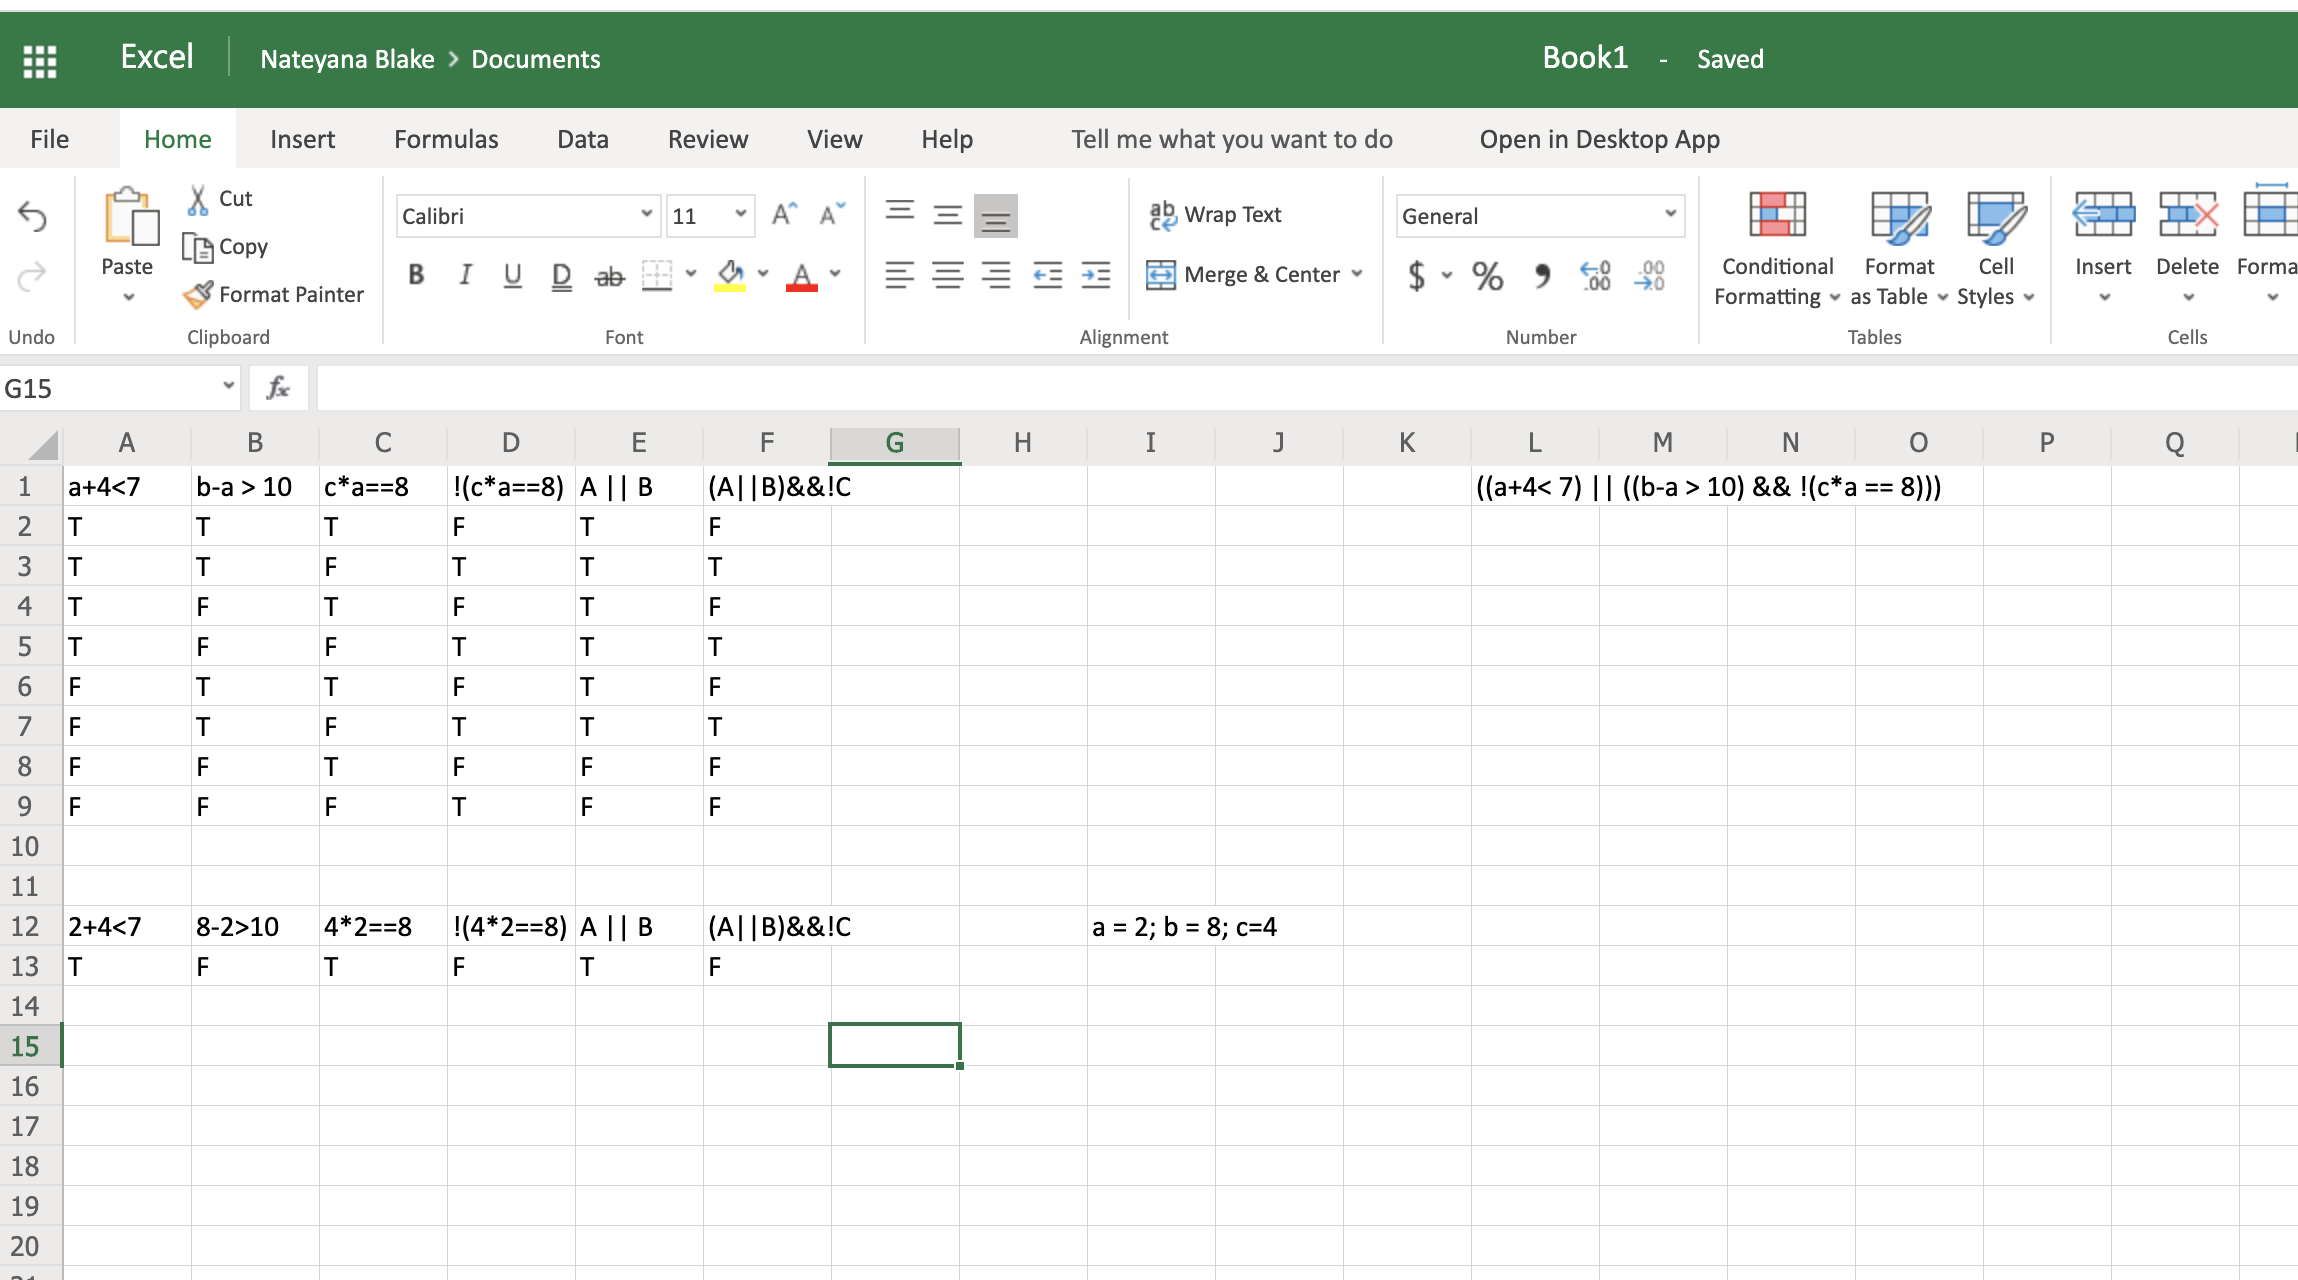 Excel Nateyana Blake > Documents Book1 - Saved
File Home Insert Formulas Data Review View Help Tell me what you want to do Open in Desktop App
Cut
Copy
Format Painter
Paste
Calibri 11
B I U D ab
A
Wrap Text
Merge & Center
General
$ % 9 .00 .00
Conditional Formatting
Format as Table
Cell Styles
Insert Delete Forma
Undo Clipboard Font Alignment Number Tables Cells
G15 fx
A B C D E F G H I J K L M N O P Q
1 a+4<7 b-a > 10 c*a==8 !(c*a==8) A || B (A||B)&&!C ((a+4< 7) || ((b-a > 10) && !(c*a == 8)))
2 T T T F T F
3 T T F T T T
4 T F T F T F
5 T F F T T T
6 F T T F T F
7 F T F T T T
8 F F T F F F
9 F F F T F F
10
11
12 2+4<7 8-2>10 4*2==8 !(4*2==8) A || B (A||B)&&!C a = 2; b = 8; c=4
13 T F T F T F
14
15
16
17
18
19
20